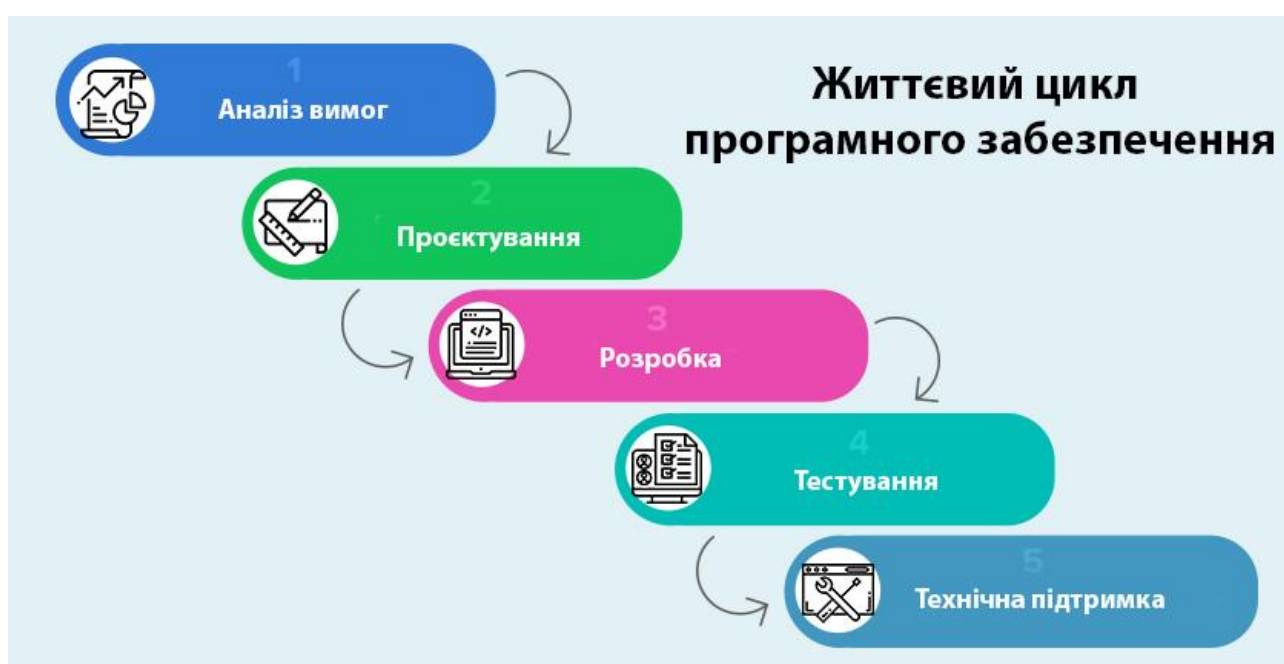 Життєвий цикл
програмного забезпечення
1
Аналіз вимог
2
Проєктування
3
Розробка
4
Тестування
5
Технічна підтримка